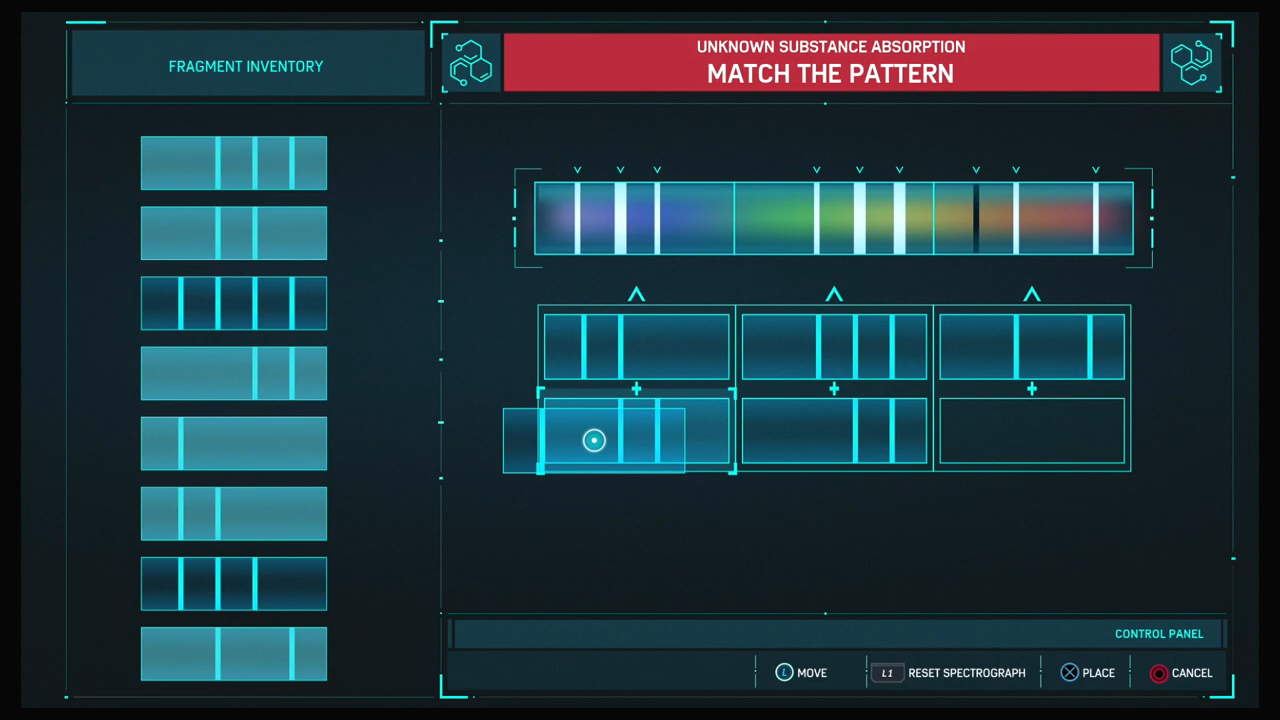 FRAGMENT INVENTORY
UNKNOWN SUBSTANCE ABSORPTION
MATCH THE PATTERN
CONTROL PANEL
L MOVE
L1 RESET SPECTROGRAPH
PLACE
CANCEL